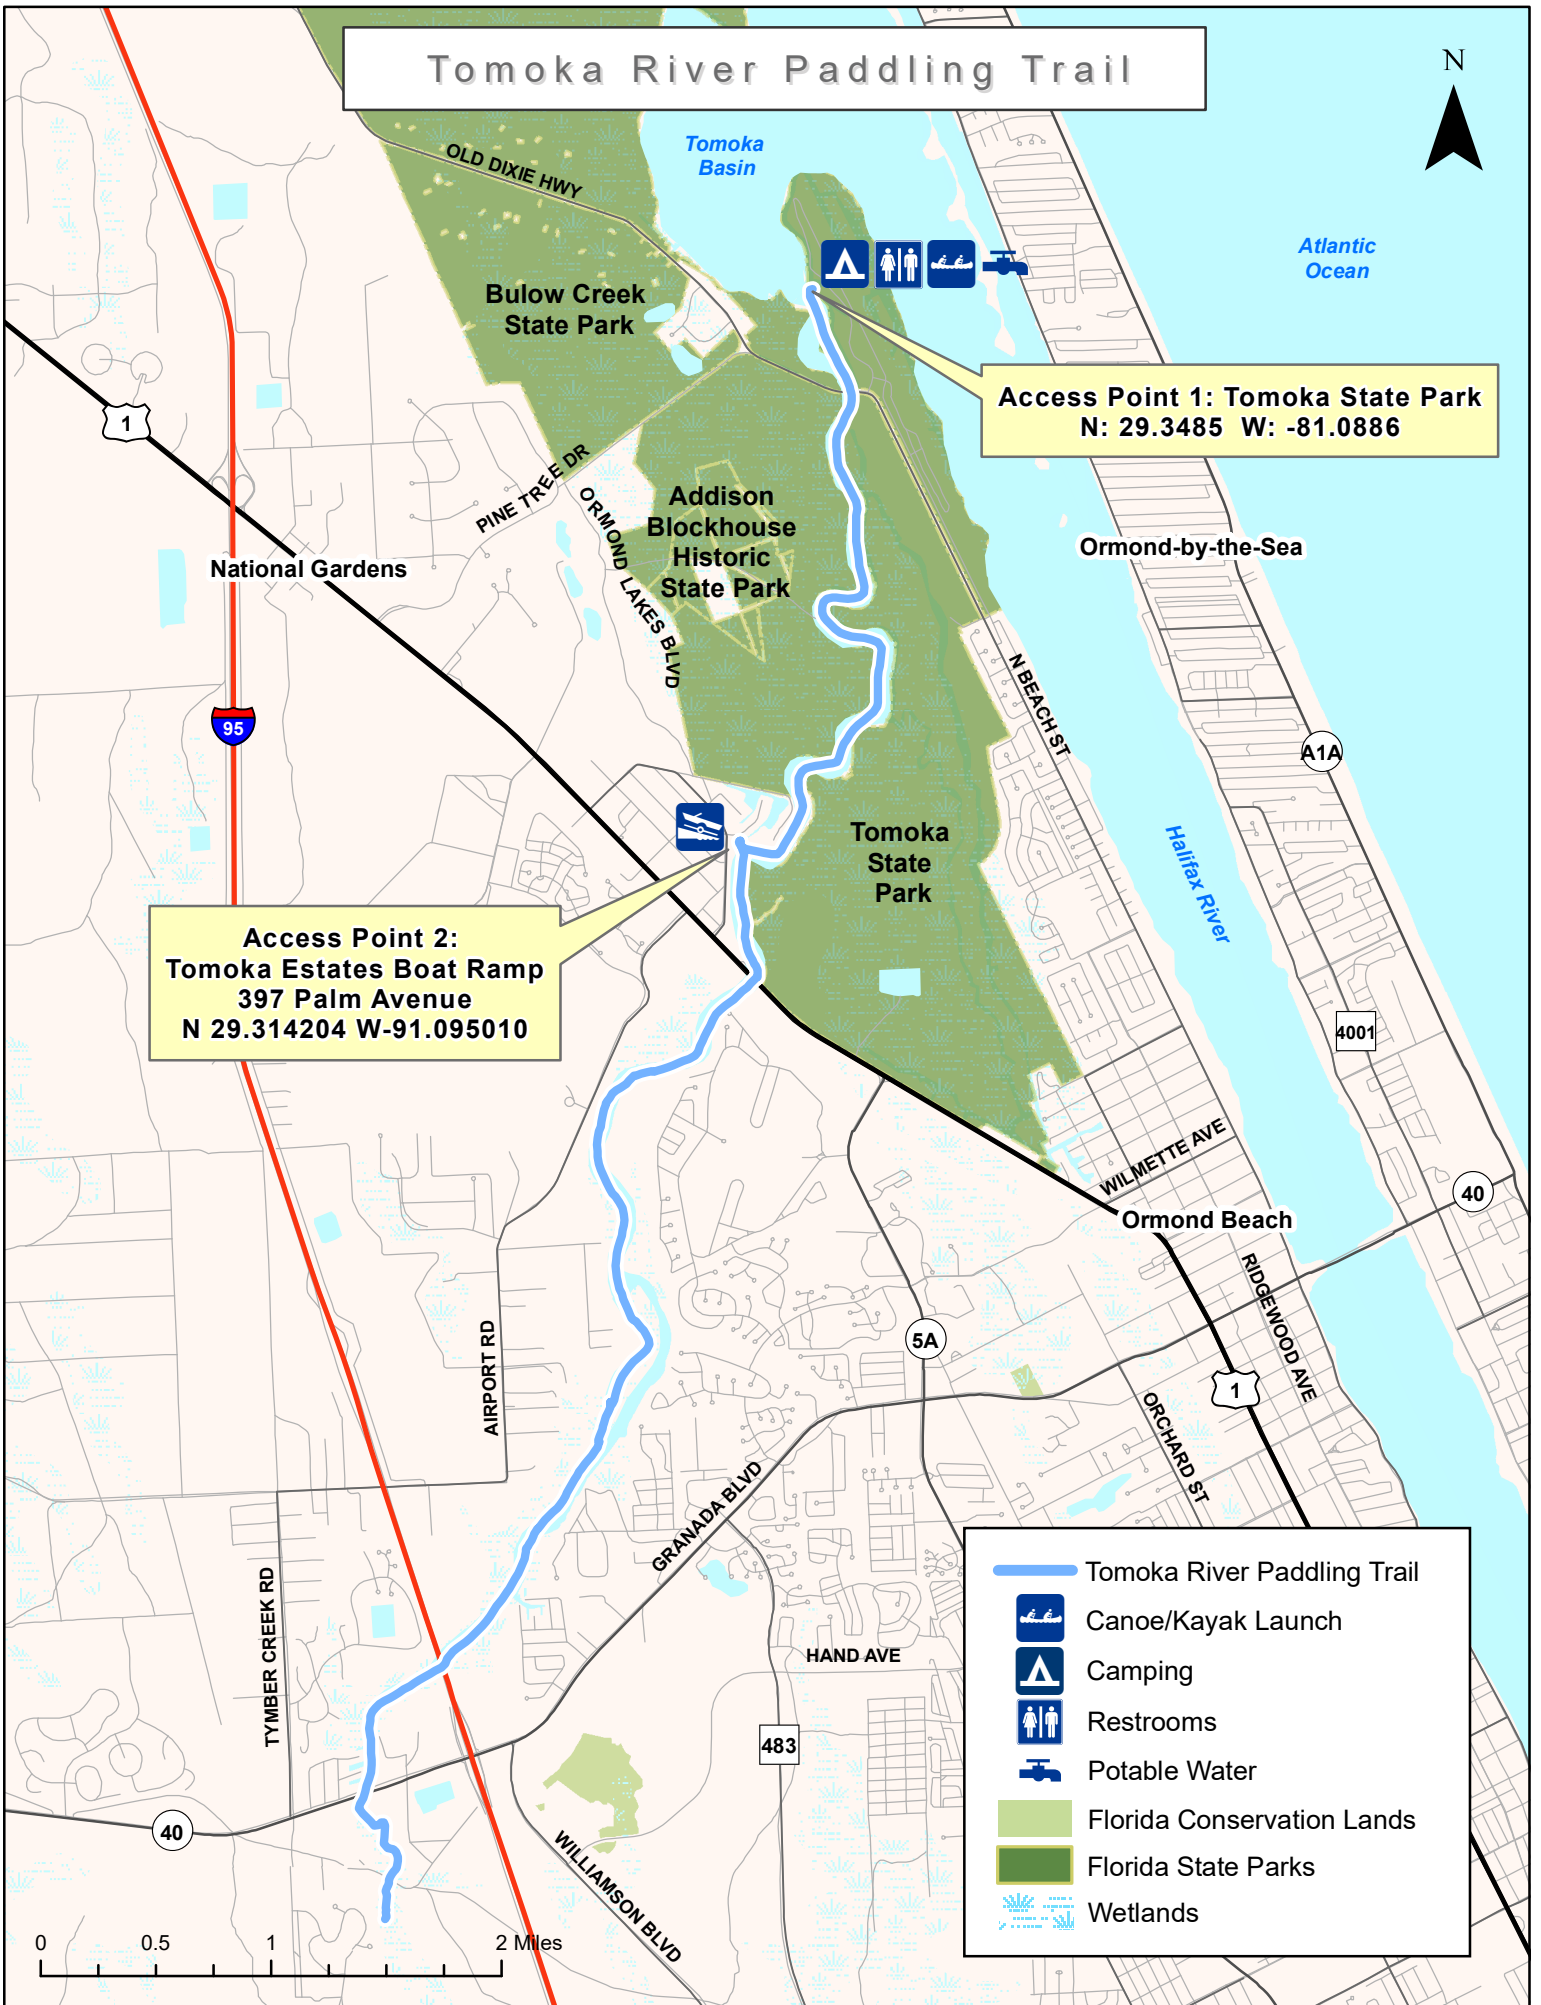 Tomoka River Paddling Trail
N
Tomoka
Basin
OLD DIXIE HWY
Atlantic
Ocean
Bulow Creek
State Park
Access Point 1: Tomoka State Park
N: 29.3485 W: -81.0886
1
PINE TREE DR
ORMOND LAKES BLVD
Addison
Blockhouse
Historic
State Park
Ormond-by-the-Sea
National Gardens
N BEACH ST
95
A1A
Tomoka
State
Park
Halifax River
Access Point 2:
Tomoka Estates Boat Ramp
397 Palm Avenue
N 29.314204 W-91.095010
4001
WILMETTE AVE
40
Ormond Beach
RIDGEWOOD AVE
AIRPORT RD
5A
1
ORCHARD ST
GRANADA BLVD
TYMBER CREEK RD
HAND AVE
483
40
WILLIAMSON BLVD
Tomoka River Paddling Trail
Canoe/Kayak Launch
Camping
Restrooms
Potable Water
Florida Conservation Lands
Florida State Parks
Wetlands
0 0.5 1 2 Miles